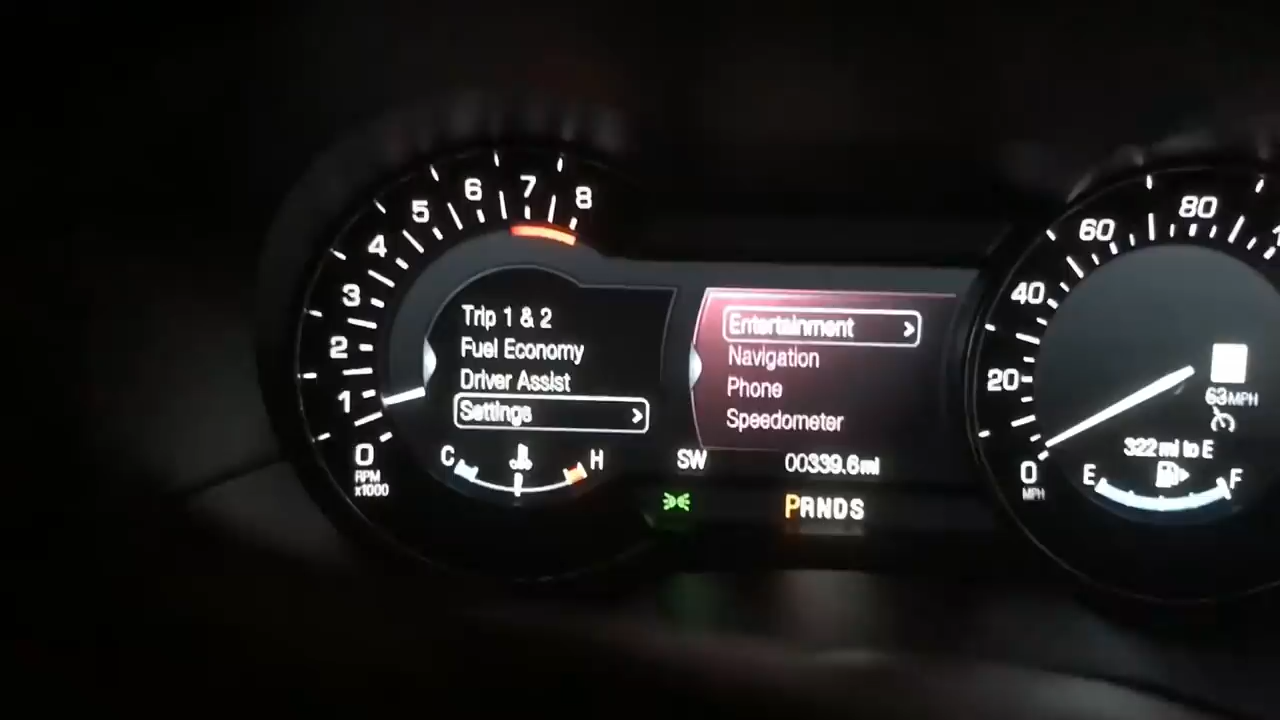 8
7
6
5
4
3
2
1
0
RPM
x1000
Trip 1 & 2
Fuel Economy
Driver Assist
Settings >
C H
Entertainment >
Navigation
Phone
Speedometer
SW 00339.6mi
PRNDS
80
60
40
20
0
MPH
63MPH
322 mi to E
E F